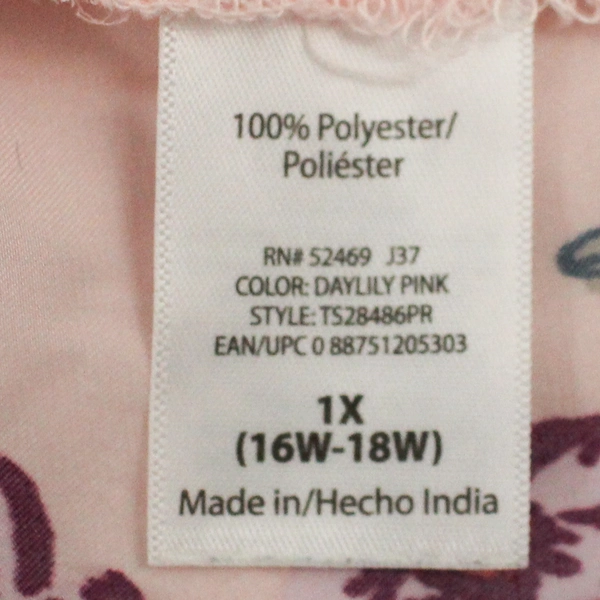 100% Polyester/
Poliéster
RN# 52469 J37
COLOR: DAYLILY PINK
STYLE: TS28486PR
EAN/UPC 0 88751205303
1X
(16W-18W)
Made in/Hecho India